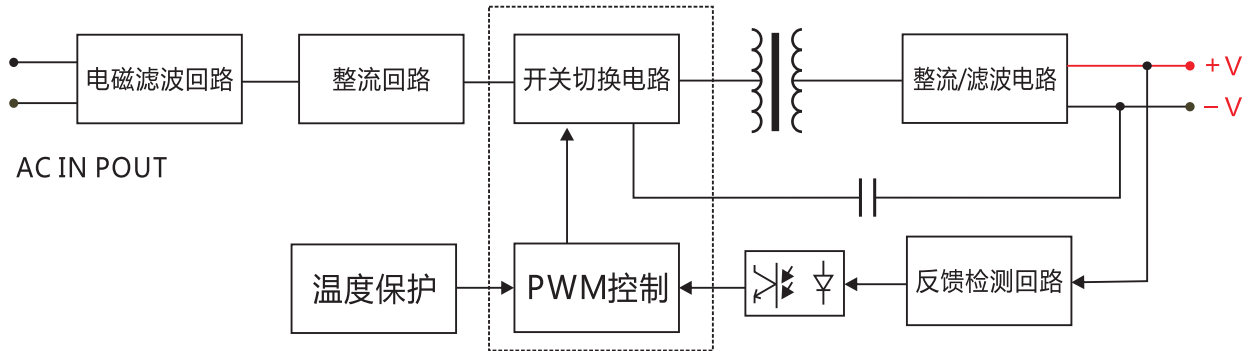 电磁滤波回路
整流回路
开关切换电路
整流/滤波电路
+V
−V
AC IN POUT
温度保护
PWM控制
反馈检测回路